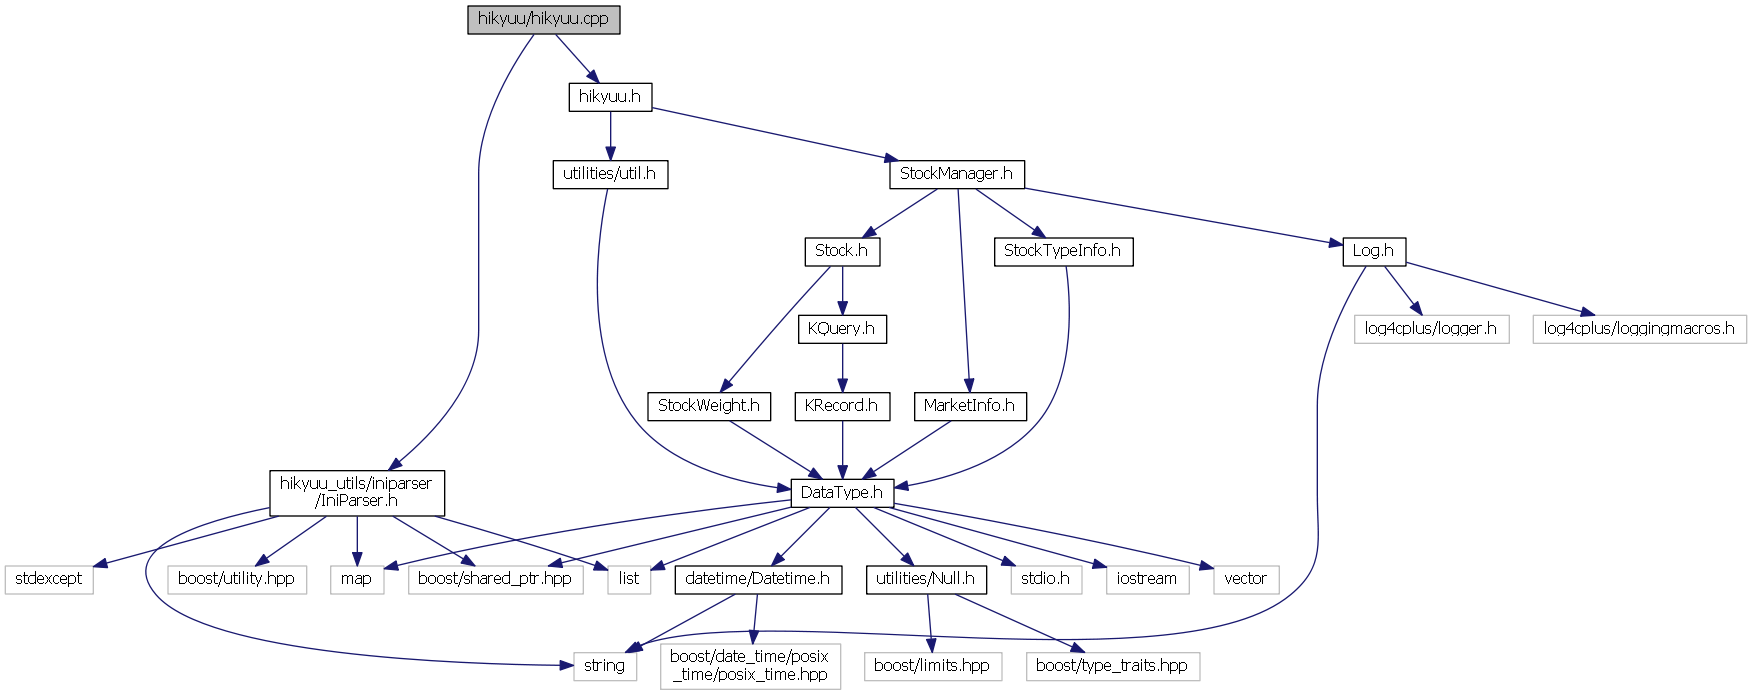 hikyuu/hikyuu.cpp
hikyuu.h
utilities/util.h
StockManager.h
Stock.h
StockTypeInfo.h
Log.h
KQuery.h
log4cplus/logger.h
log4cplus/loggingmacros.h
StockWeight.h
KRecord.h
MarketInfo.h
hikyuu_utils/iniparser
/IniParser.h
DataType.h
stdexcept
boost/utility.hpp
map
boost/shared_ptr.hpp
list
datetime/Datetime.h
utilities/Null.h
stdio.h
iostream
vector
string
boost/date_time/posix
_time/posix_time.hpp
boost/limits.hpp
boost/type_traits.hpp